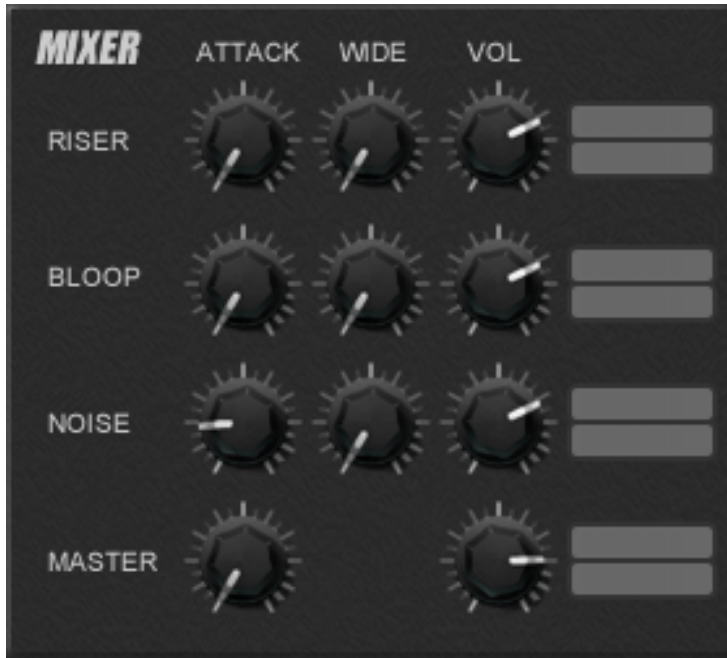 MIXER ATTACK WIDE VOL
RISER
BLOOP
NOISE
MASTER